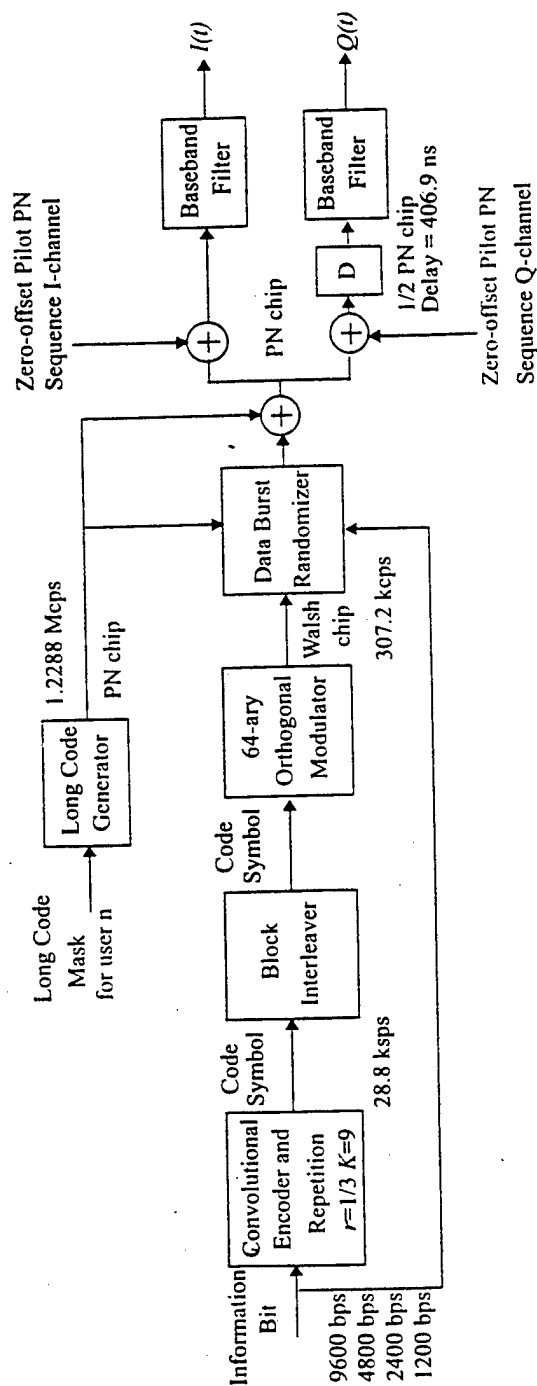 Long Code
Mask
for user n
Long Code
Generator
1.2288 Mcps
PN chip
Information
Bit
9600 bps
4800 bps
2400 bps
1200 bps
Convolutional
Encoder and
Repetition
r=1/3 K=9
Code
Symbol
28.8 ksps
Block
Interleaver
Code
Symbol
64-ary
Orthogonal
Modulator
Walsh
chip
307.2 kcps
Data Burst
Randomizer
PN chip
Zero-offset Pilot PN
Sequence I-channel
Baseband
Filter
I(t)
D
1/2 PN chip
Delay = 406.9 ns
Baseband
Filter
Q(t)
Zero-offset Pilot PN
Sequence Q-channel